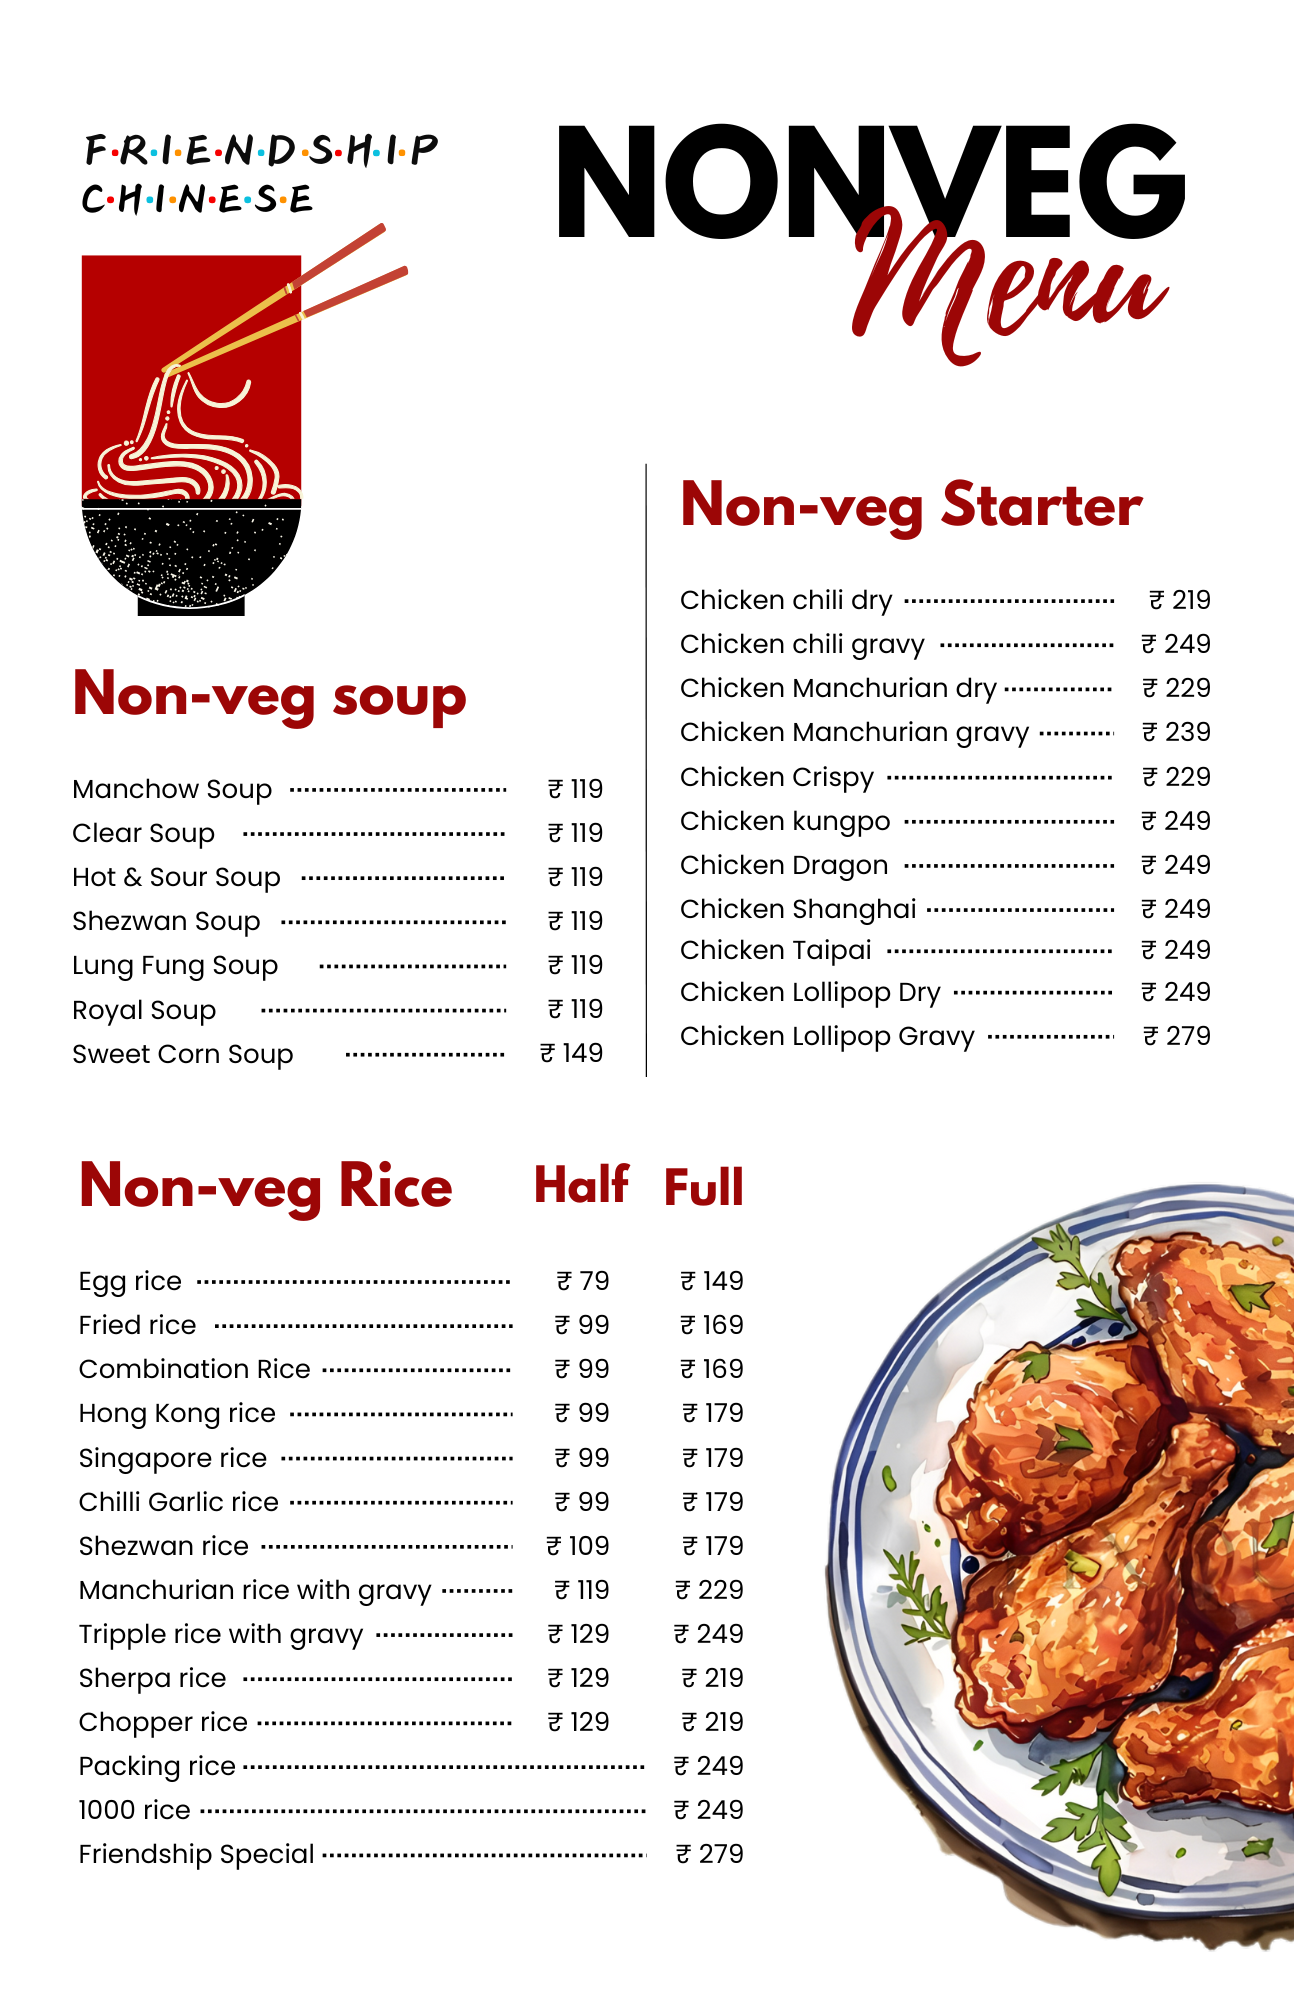 F•R•I•E•N•D•S•H•I•P
C•H•I•N•E•S•E
NONVEG
Menu
Non-veg soup
Manchow Soup ₹ 119
Clear Soup ₹ 119
Hot & Sour Soup ₹ 119
Shezwan Soup ₹ 119
Lung Fung Soup ₹ 119
Royal Soup ₹ 119
Sweet Corn Soup ₹ 149
Non-veg Starter
Chicken chili dry ₹ 219
Chicken chili gravy ₹ 249
Chicken Manchurian dry ₹ 229
Chicken Manchurian gravy ₹ 239
Chicken Crispy ₹ 229
Chicken kungpo ₹ 249
Chicken Dragon ₹ 249
Chicken Shanghai ₹ 249
Chicken Taipai ₹ 249
Chicken Lollipop Dry ₹ 249
Chicken Lollipop Gravy ₹ 279
Non-veg Rice Half Full
Egg rice ₹ 79 ₹ 149
Fried rice ₹ 99 ₹ 169
Combination Rice ₹ 99 ₹ 169
Hong Kong rice ₹ 99 ₹ 179
Singapore rice ₹ 99 ₹ 179
Chilli Garlic rice ₹ 99 ₹ 179
Shezwan rice ₹ 109 ₹ 179
Manchurian rice with gravy ₹ 119 ₹ 229
Tripple rice with gravy ₹ 129 ₹ 249
Sherpa rice ₹ 129 ₹ 219
Chopper rice ₹ 129 ₹ 219
Packing rice ₹ 249
1000 rice ₹ 249
Friendship Special ₹ 279